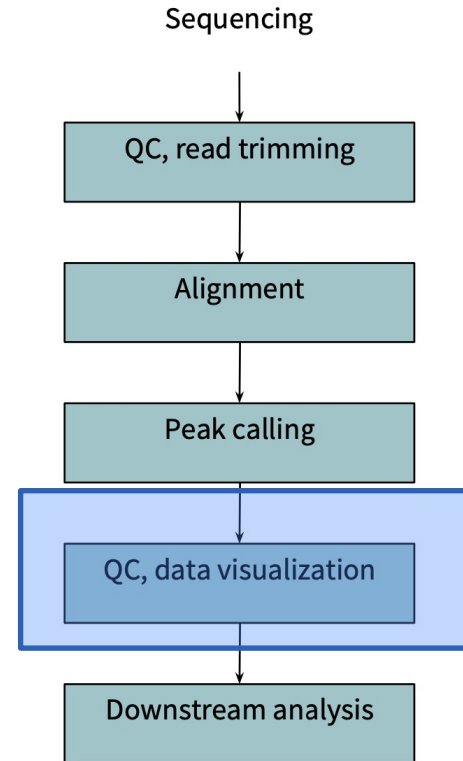 Sequencing
QC, read trimming
Alignment
Peak calling
QC, data visualization
Downstream analysis